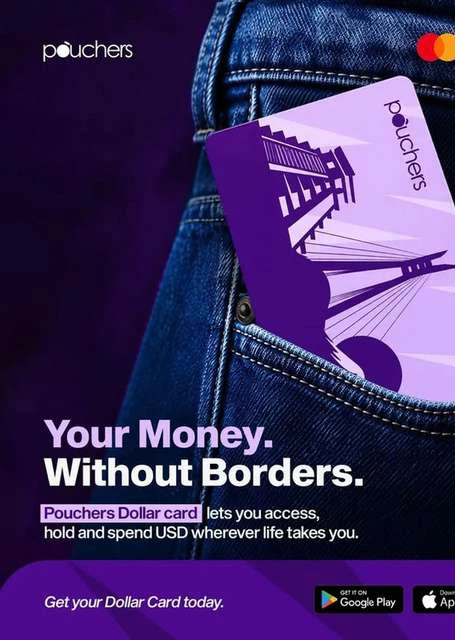 pouchers
pouchers
Your Money.
Without Borders.
Pouchers Dollar card lets you access,
hold and spend USD wherever life takes you.
Get your Dollar Card today.
GET IT ON
Google Play